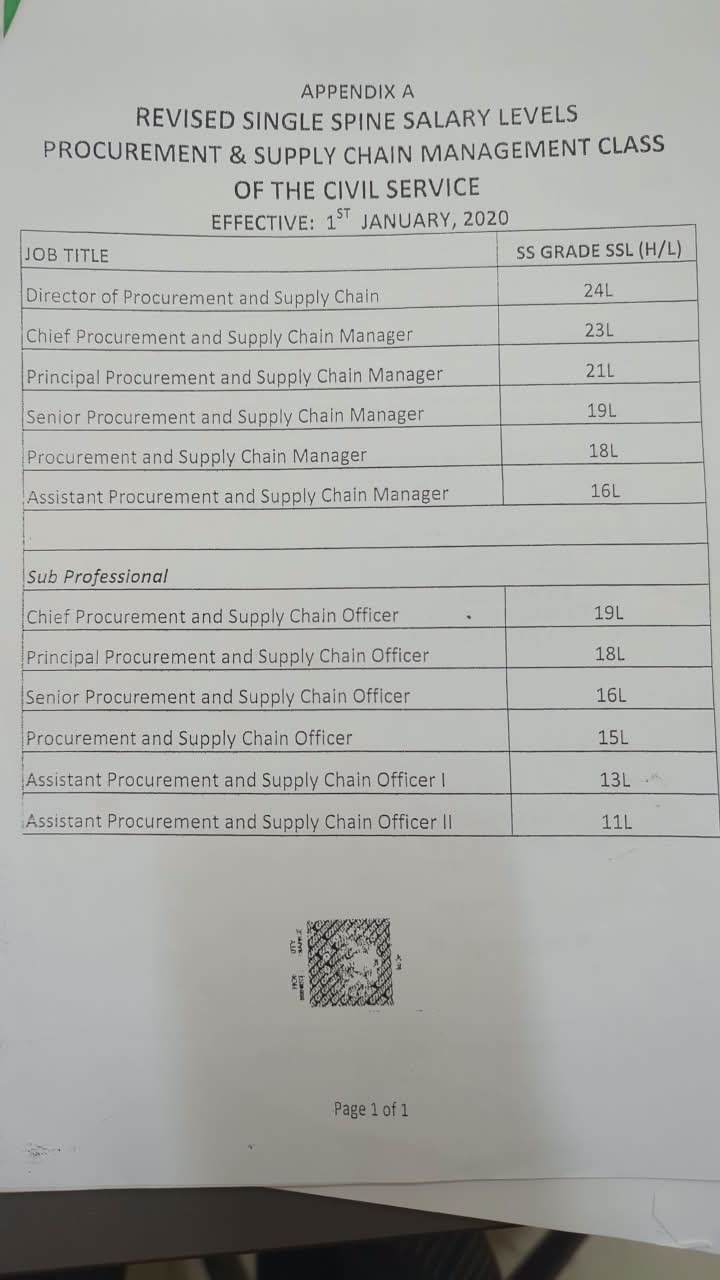 APPENDIX A
REVISED SINGLE SPINE SALARY LEVELS
PROCUREMENT & SUPPLY CHAIN MANAGEMENT CLASS
OF THE CIVIL SERVICE
EFFECTIVE: 1ST JANUARY, 2020
JOB TITLE SS GRADE SSL (H/L)
Director of Procurement and Supply Chain 24L
Chief Procurement and Supply Chain Manager 23L
Principal Procurement and Supply Chain Manager 21L
Senior Procurement and Supply Chain Manager 19L
Procurement and Supply Chain Manager 18L
Assistant Procurement and Supply Chain Manager 16L
Sub Professional
Chief Procurement and Supply Chain Officer 19L
Principal Procurement and Supply Chain Officer 18L
Senior Procurement and Supply Chain Officer 16L
Procurement and Supply Chain Officer 15L
Assistant Procurement and Supply Chain Officer I 13L
Assistant Procurement and Supply Chain Officer II 11L
Page 1 of 1